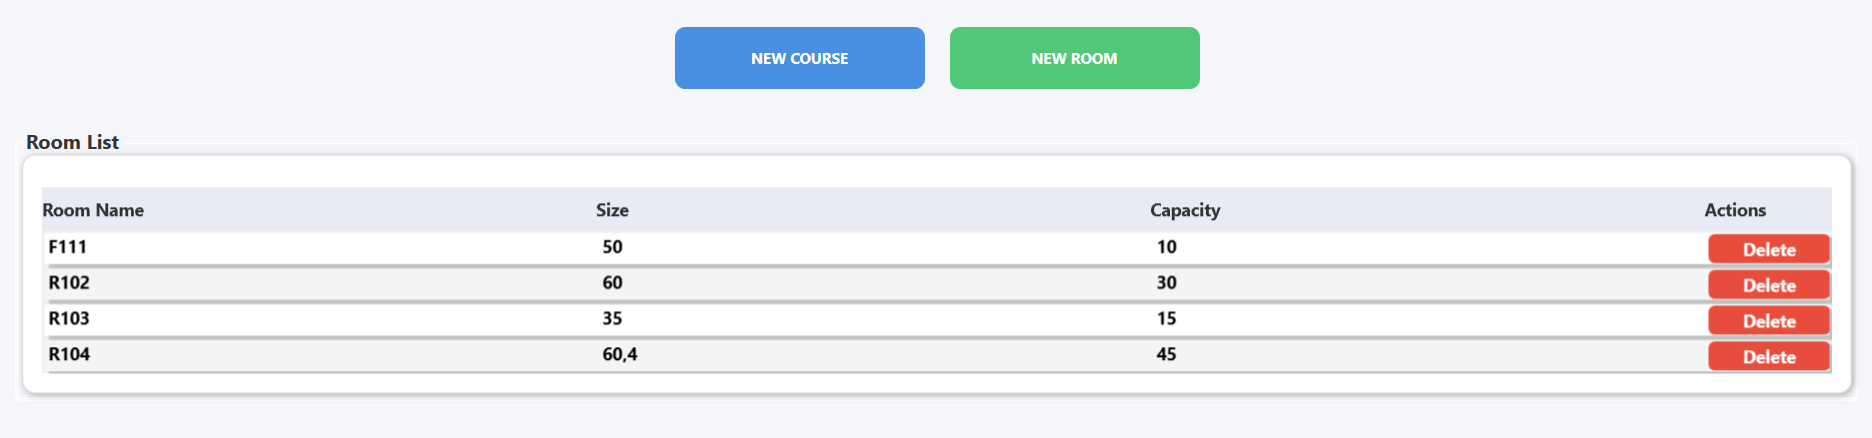 NEW COURSE NEW ROOM
Room List
Room Name Size Capacity Actions
F111 50 10 Delete
R102 60 30 Delete
R103 35 15 Delete
R104 60,4 45 Delete